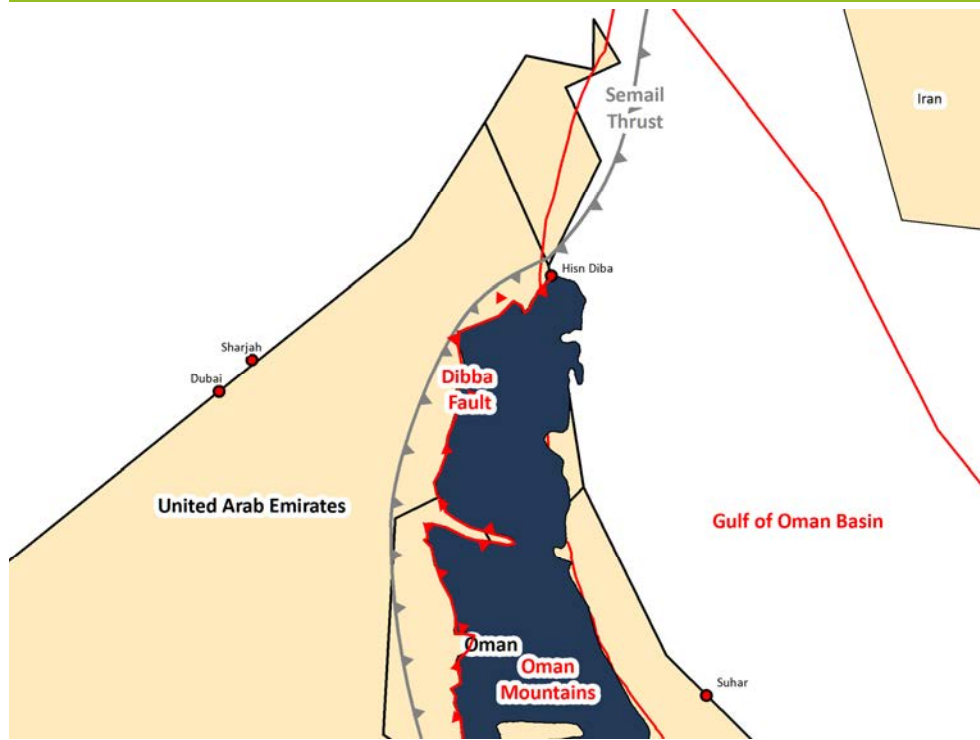 Semail
Thrust
Iran
Hisn Diba
Sharjah
Dubai
Dibba
Fault
United Arab Emirates
Gulf of Oman Basin
Oman
Oman
Mountains
Suhar